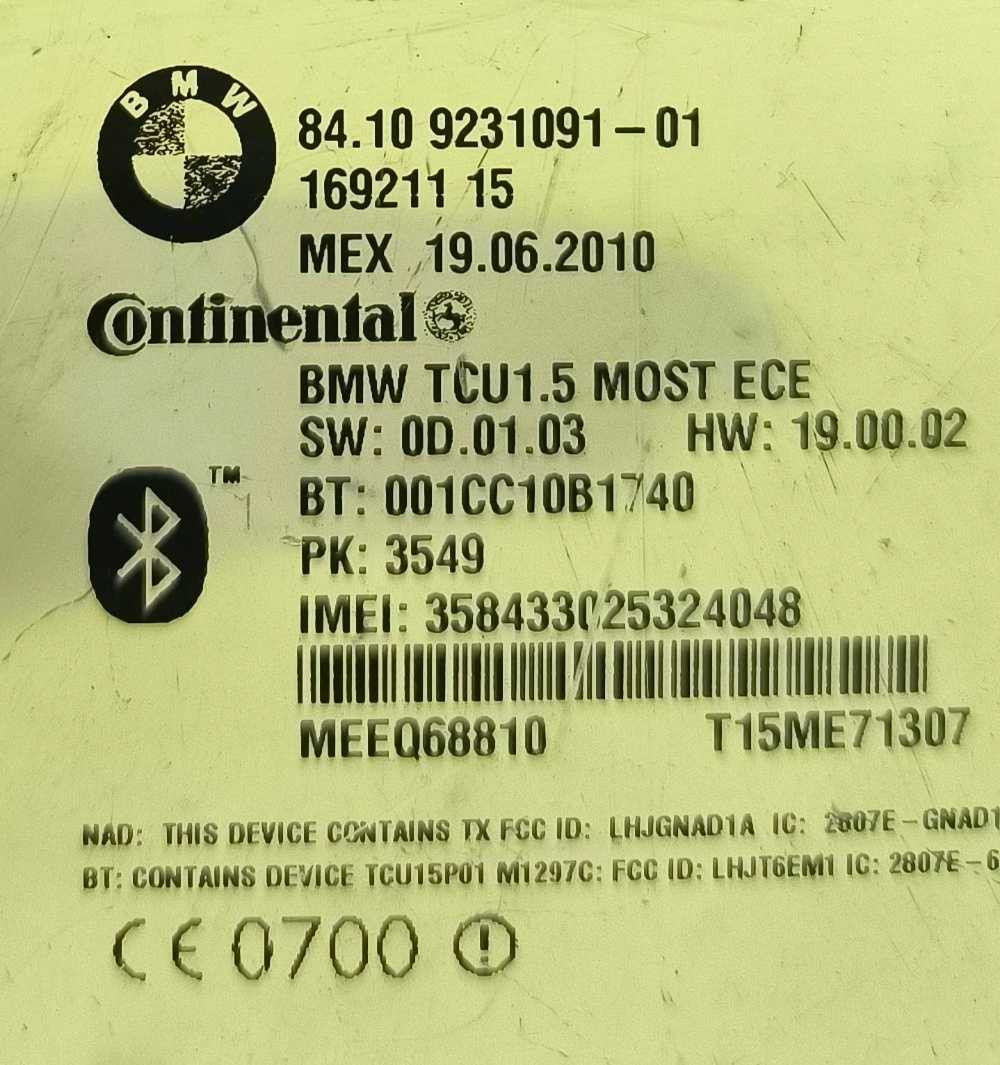 BMW
84.10 9231091-01
169211 15
MEX 19.06.2010
Continental
BMW TCU1.5 MOST ECE
SW: 0D.01.03 HW: 19.00.02
TM
BT: 001CC10B1740
PK: 3549
IMEI: 358433025324048
MEEQ68810 T15ME71307
NAD: THIS DEVICE CONTAINS TX FCC ID: LHJGNAD1A IC: 2807E-GNAD1
BT: CONTAINS DEVICE TCU15P01 M1297C: FCC ID: LHJT6EM1 IC: 2807E-6
CE 0700